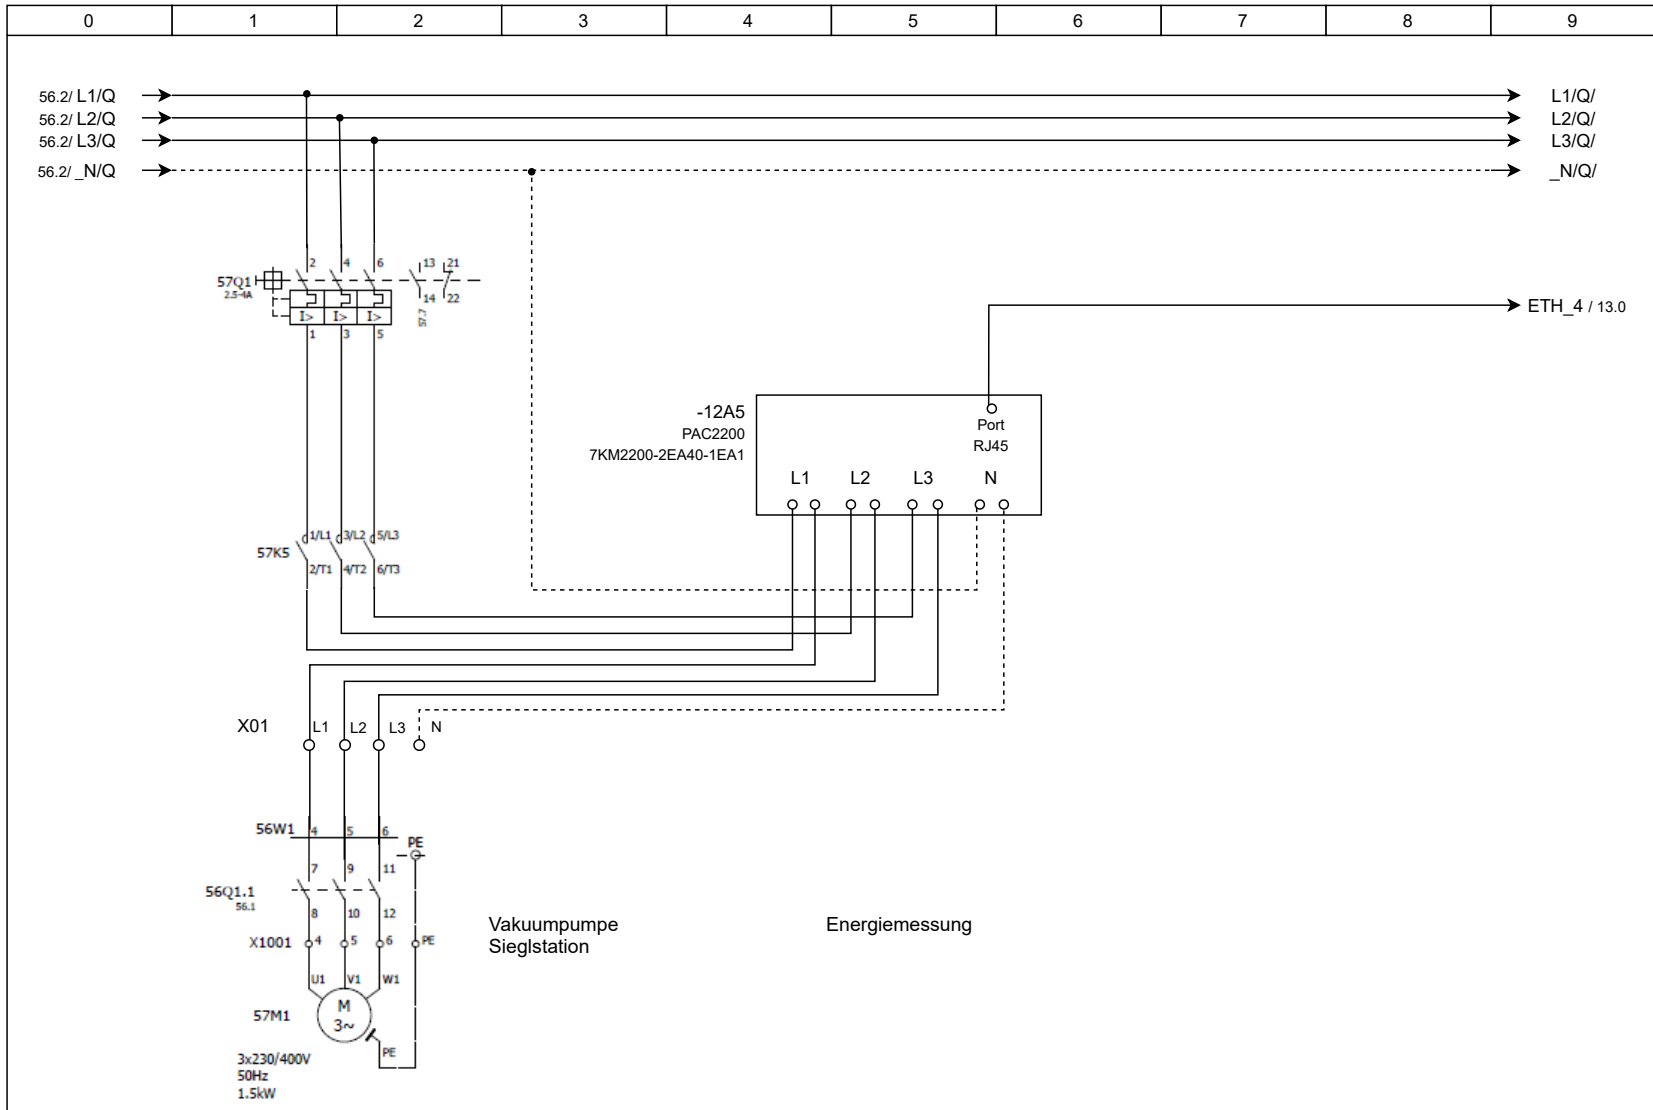 0 1 2 3 4 5 6 7 8 9
56.2/ L1/Q L1/Q/
56.2/ L2/Q L2/Q/
56.2/ L3/Q L3/Q/
56.2/ _N/Q _N/Q/
2 4 6 13 21
57Q1
2.5-4A
14 22
I> I> I>
57.7
1 3 5
ETH_4 / 13.0
-12A5
PAC2200
7KM2200-2EA40-1EA1
Port
RJ45
L1 L2 L3 N
1/L1 3/L2 5/L3
57K5
2/T1 4/T2 6/T3
X01 L1 L2 L3 N
56W1 4 5 6
PE
7 9 11
56Q1.1
56.1
8 10 12
X1001 4 5 6 PE
Vakuumpumpe
Sieglstation
Energiemessung
U1 V1 W1
57M1
M
3~
PE
3x230/400V
50Hz
1.5kW